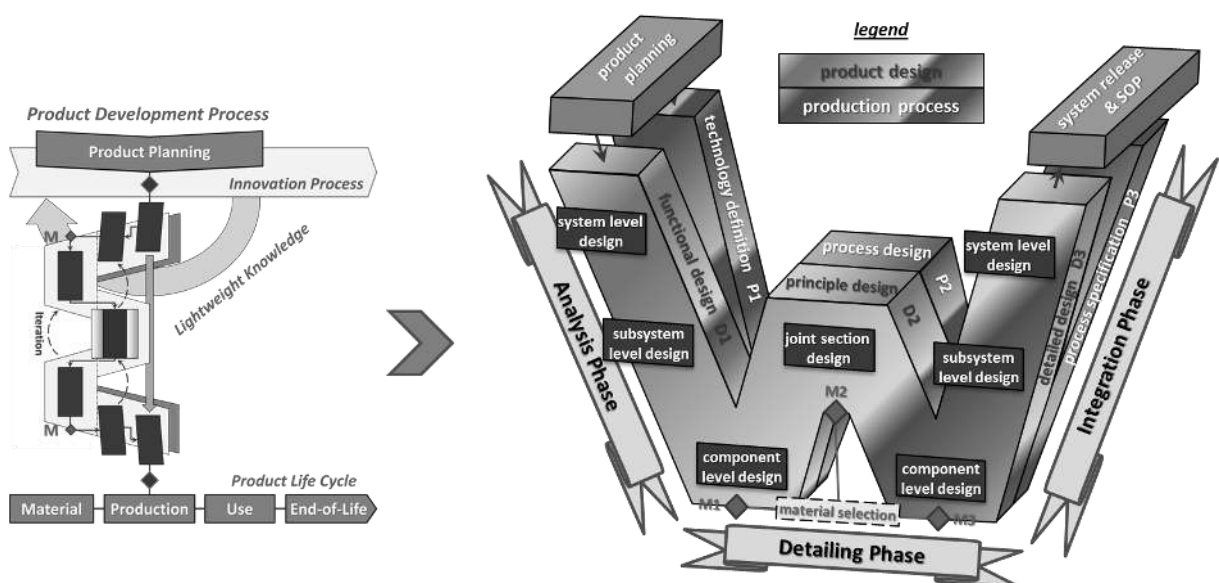 Product Development Process
Product Planning
Innovation Process
M
Lightweight Knowledge
Iteration
M
Product Life Cycle
Material
Production
Use
End-of-Life
legend
product design
production process
product
planning
system release
& SOP
technology definition P1
functional design D1
system level
design
subsystem
level design
process design
P2
principle design
D2
joint section
design
system level
design
subsystem
level design
detailed design D3
process specification P3
M2
component
level design
component
level design
M1
material selection
M3
Analysis Phase
Detailing Phase
Integration Phase